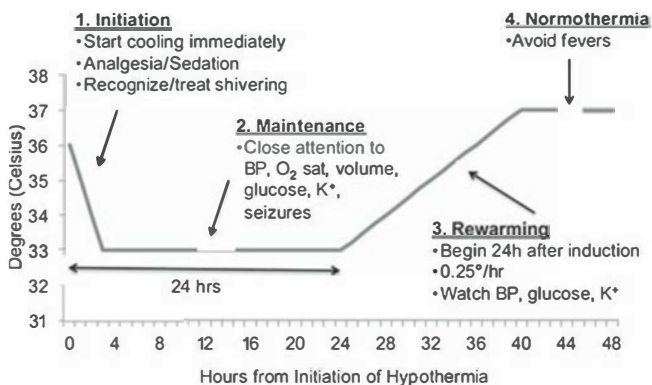 1. Initiation
•Start cooling immediately
•Analgesia/Sedation
•Recognize/treat shivering
4. Normothermia
•Avoid fevers
2. Maintenance
•Close attention to
BP, O₂ sat, volume,
glucose, K⁺,
seizures
3. Rewarming
•Begin 24h after induction
•0.25°/hr
•Watch BP, glucose, K⁺
24 hrs
Degrees (Celsius)
38
37
36
35
34
33
32
31
0 4 8 12 16 20 24 28 32 36 40 44 48
Hours from Initiation of Hypothermia